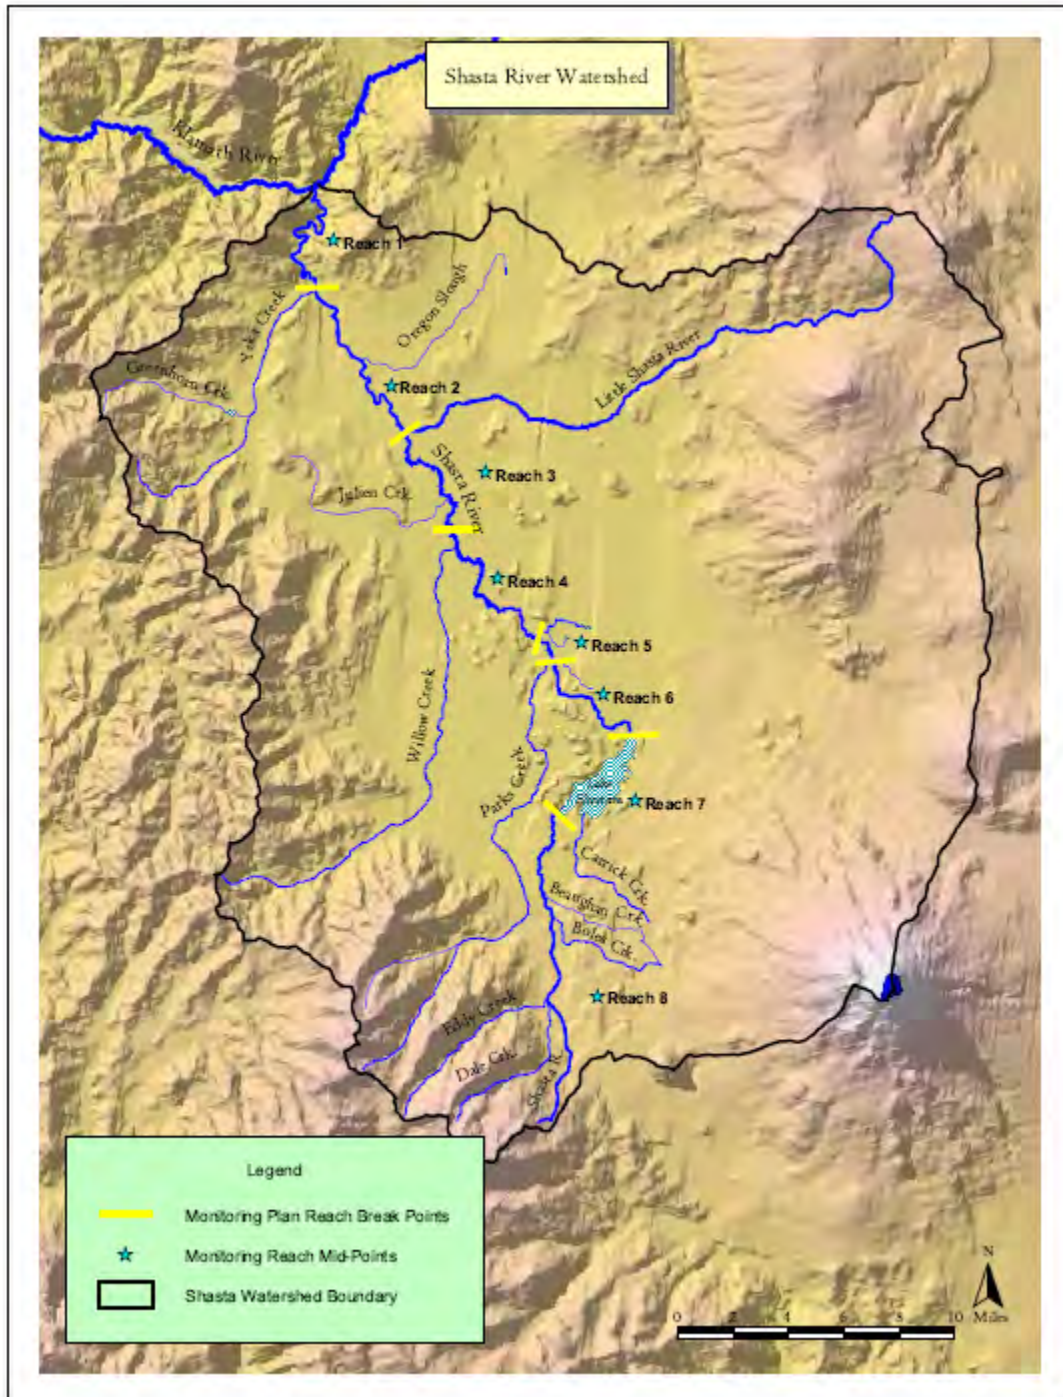 Shasta River Watershed
Klamath River
Reach 1
Oregon Slough
Yeka Creek
Greenhorn Crk.
Reach 2
Little Shasta River
Shasta River
Reach 3
Julien Crk.
Reach 4
Reach 5
Willow Creek
Reach 6
Parks Creek
Lake
Reach 7
Carrick Crk.
Beaughan Crk.
Boles Crk.
Reach 8
Eddy Creek
Dale Crk.
Shasta R.
Legend
Monitoring Plan Reach Break Points
Monitoring Reach Mid-Points
Shasta Watershed Boundary
N
0 2 4 6 8 10
Miles